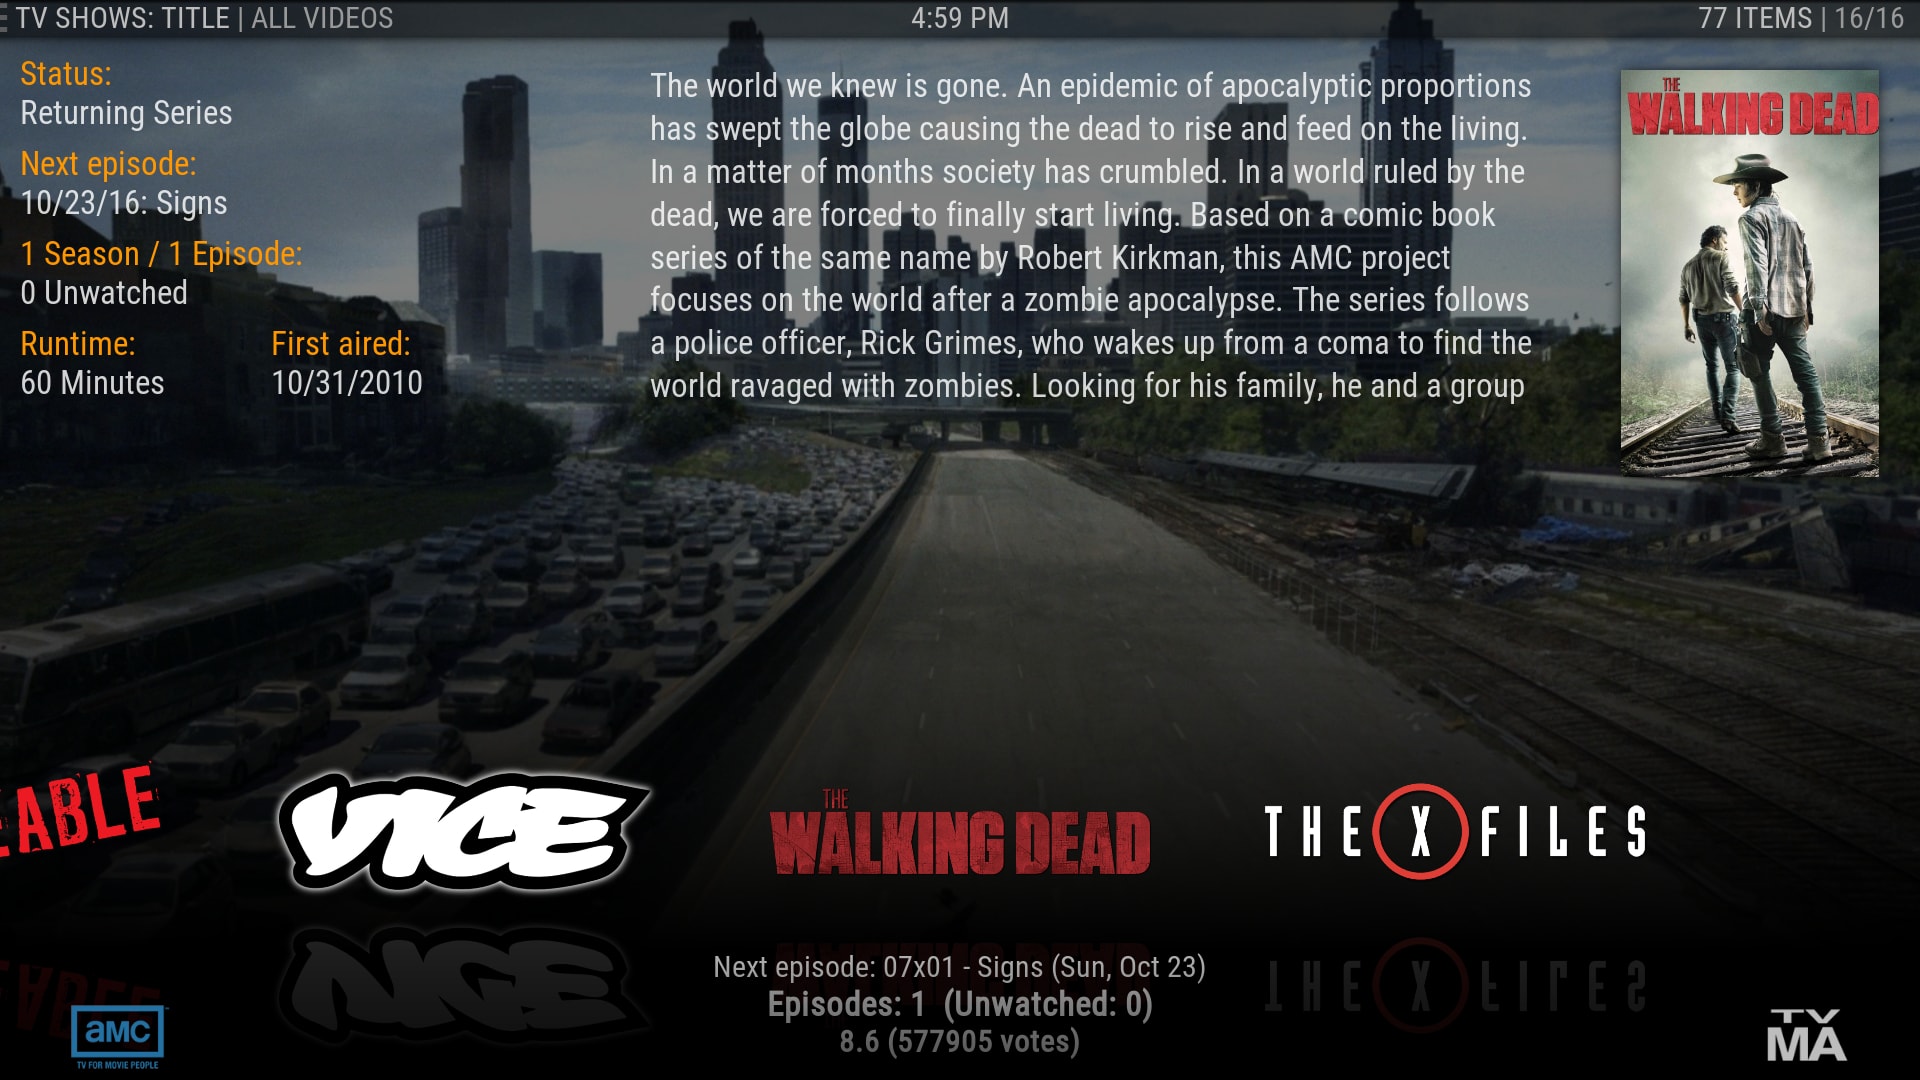 TV SHOWS: TITLE | ALL VIDEOS
4:59 PM
77 ITEMS | 16/16
Status:
Returning Series
Next episode:
10/23/16: Signs
1 Season / 1 Episode:
0 Unwatched
Runtime:
60 Minutes
First aired:
10/31/2010
The world we knew is gone. An epidemic of apocalyptic proportions
has swept the globe causing the dead to rise and feed on the living.
In a matter of months society has crumbled. In a world ruled by the
dead, we are forced to finally start living. Based on a comic book
series of the same name by Robert Kirkman, this AMC project
focuses on the world after a zombie apocalypse. The series follows
a police officer, Rick Grimes, who wakes up from a coma to find the
world ravaged with zombies. Looking for his family, he and a group
THE
WALKING DEAD
ABLE
VICE
THE
WALKING DEAD
THE X FILES
Next episode: 07x01 - Signs (Sun, Oct 23)
Episodes: 1 (Unwatched: 0)
8.6 (577905 votes)
amc
TV FOR MOVIE PEOPLE
TV
MA